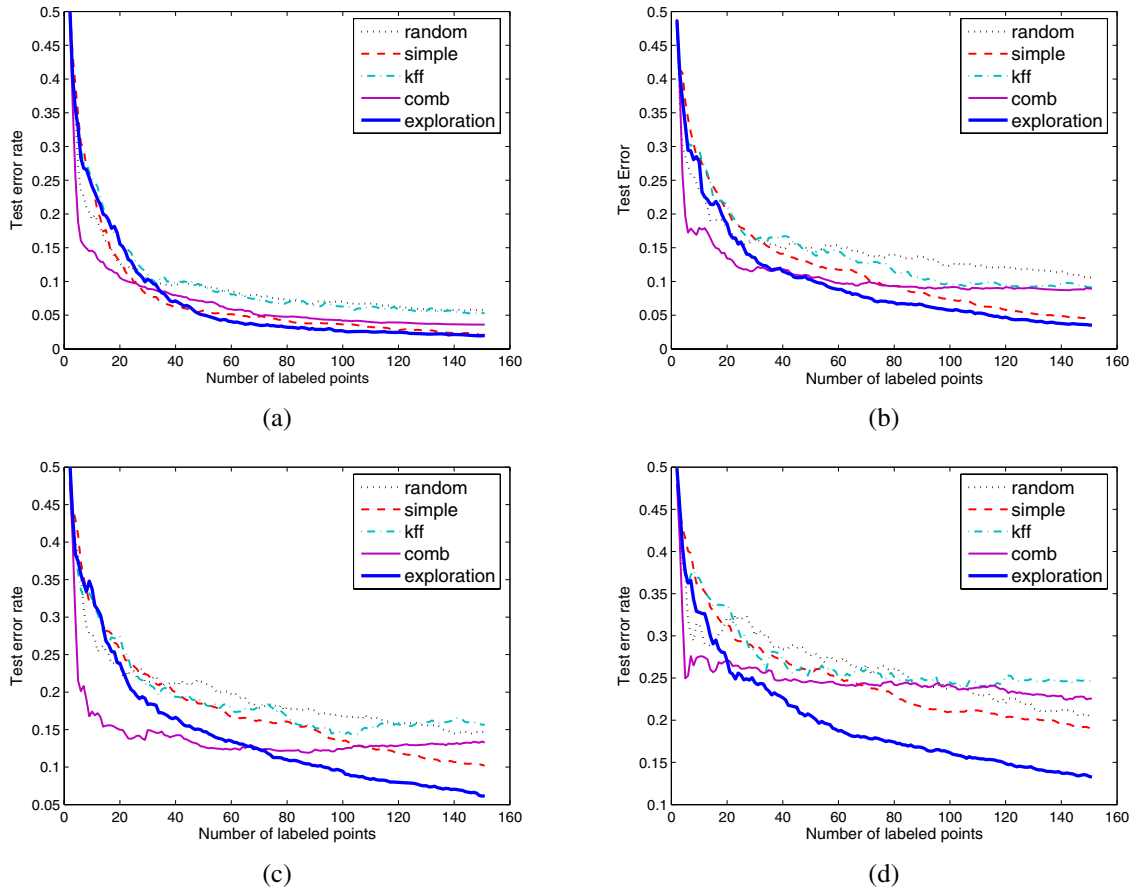 0.5
0.45
0.4
0.35
0.3
0.25
0.2
0.15
0.1
0.05
0
Test error rate
random
simple
kff
comb
exploration
0 20 40 60 80 100 120 140 160
Number of labeled points
(a)
0.5
0.45
0.4
0.35
0.3
0.25
0.2
0.15
0.1
0.05
0
Test Error
random
simple
kff
comb
exploration
0 20 40 60 80 100 120 140 160
Number of labeled points
(b)
0.5
0.45
0.4
0.35
0.3
0.25
0.2
0.15
0.1
0.05
Test error rate
random
simple
kff
comb
exploration
0 20 40 60 80 100 120 140 160
Number of labeled points
(c)
0.5
0.45
0.4
0.35
0.3
0.25
0.2
0.15
0.1
Test error rate
random
simple
kff
comb
exploration
0 20 40 60 80 100 120 140 160
Number of labeled points
(d)